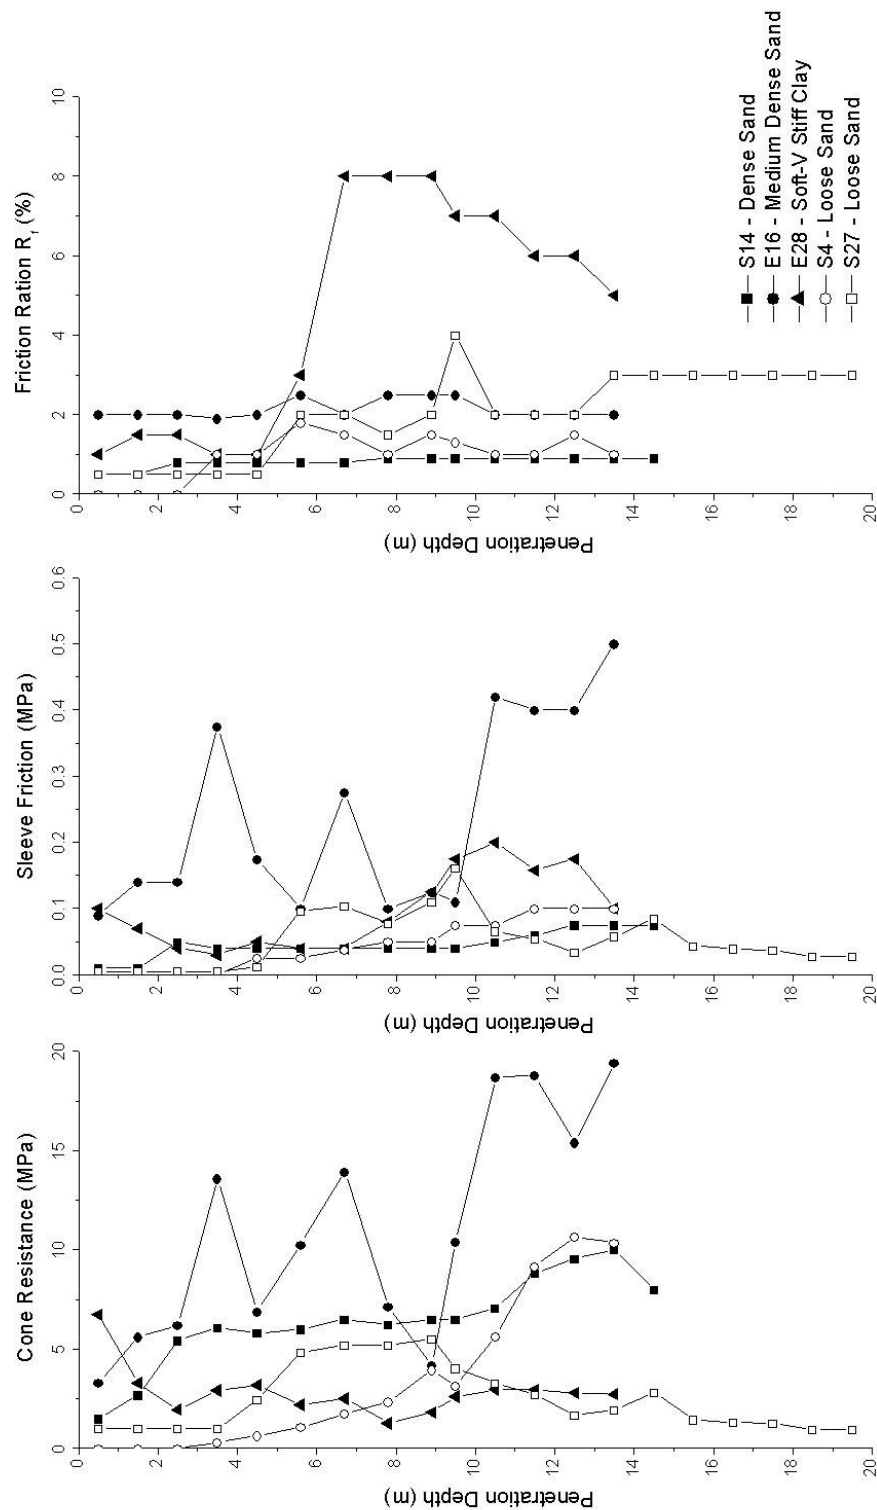 Cone Resistance (MPa)
0 5 10 15 20
0
2
4
6
8
10
12
14
16
18
20
Penetration Depth (m)
Sleeve Friction (MPa)
0.0 0.1 0.2 0.3 0.4 0.5 0.6
0
2
4
6
8
10
12
14
16
18
20
Penetration Depth (m)
Friction Ration Rf (%)
0 2 4 6 8 10
0
2
4
6
8
10
12
14
16
18
20
Penetration Depth (m)
S14 - Dense Sand
E16 - Medium Dense Sand
E28 - Soft-V Stiff Clay
S4 - Loose Sand
S27 - Loose Sand